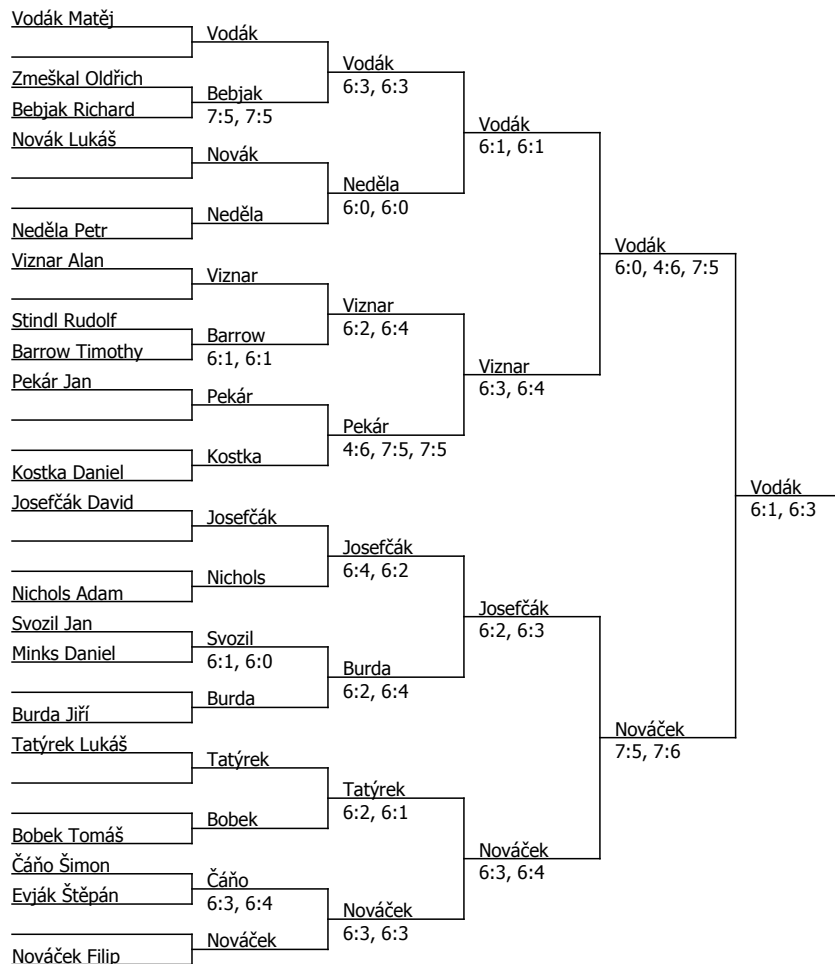 Vodák Matěj
Zmeškal Oldřich
Bebjak Richard
Novák Lukáš
Neděla Petr
Viznar Alan
Stindl Rudolf
Barrow Timothy
Pekár Jan
Kostka Daniel
Josefčák David
Nichols Adam
Svozil Jan
Minks Daniel
Burda Jiří
Tatýrek Lukáš
Bobek Tomáš
Čáňo Šimon
Evják Štěpán
Nováček Filip
Vodák
Bebjak
7:5, 7:5
Novák
Neděla
Viznar
Barrow
6:1, 6:1
Pekár
Kostka
Josefčák
Nichols
Svozil
6:1, 6:0
Burda
Tatýrek
Bobek
Čáňo
6:3, 6:4
Nováček
Vodák
6:3, 6:3
Neděla
6:0, 6:0
Viznar
6:2, 6:4
Pekár
4:6, 7:5, 7:5
Josefčák
6:4, 6:2
Burda
6:2, 6:4
Tatýrek
6:2, 6:1
Nováček
6:3, 6:3
Vodák
6:1, 6:1
Viznar
6:3, 6:4
Josefčák
6:2, 6:3
Nováček
6:3, 6:4
Vodák
6:0, 4:6, 7:5
Nováček
7:5, 7:6
Vodák
6:1, 6:3